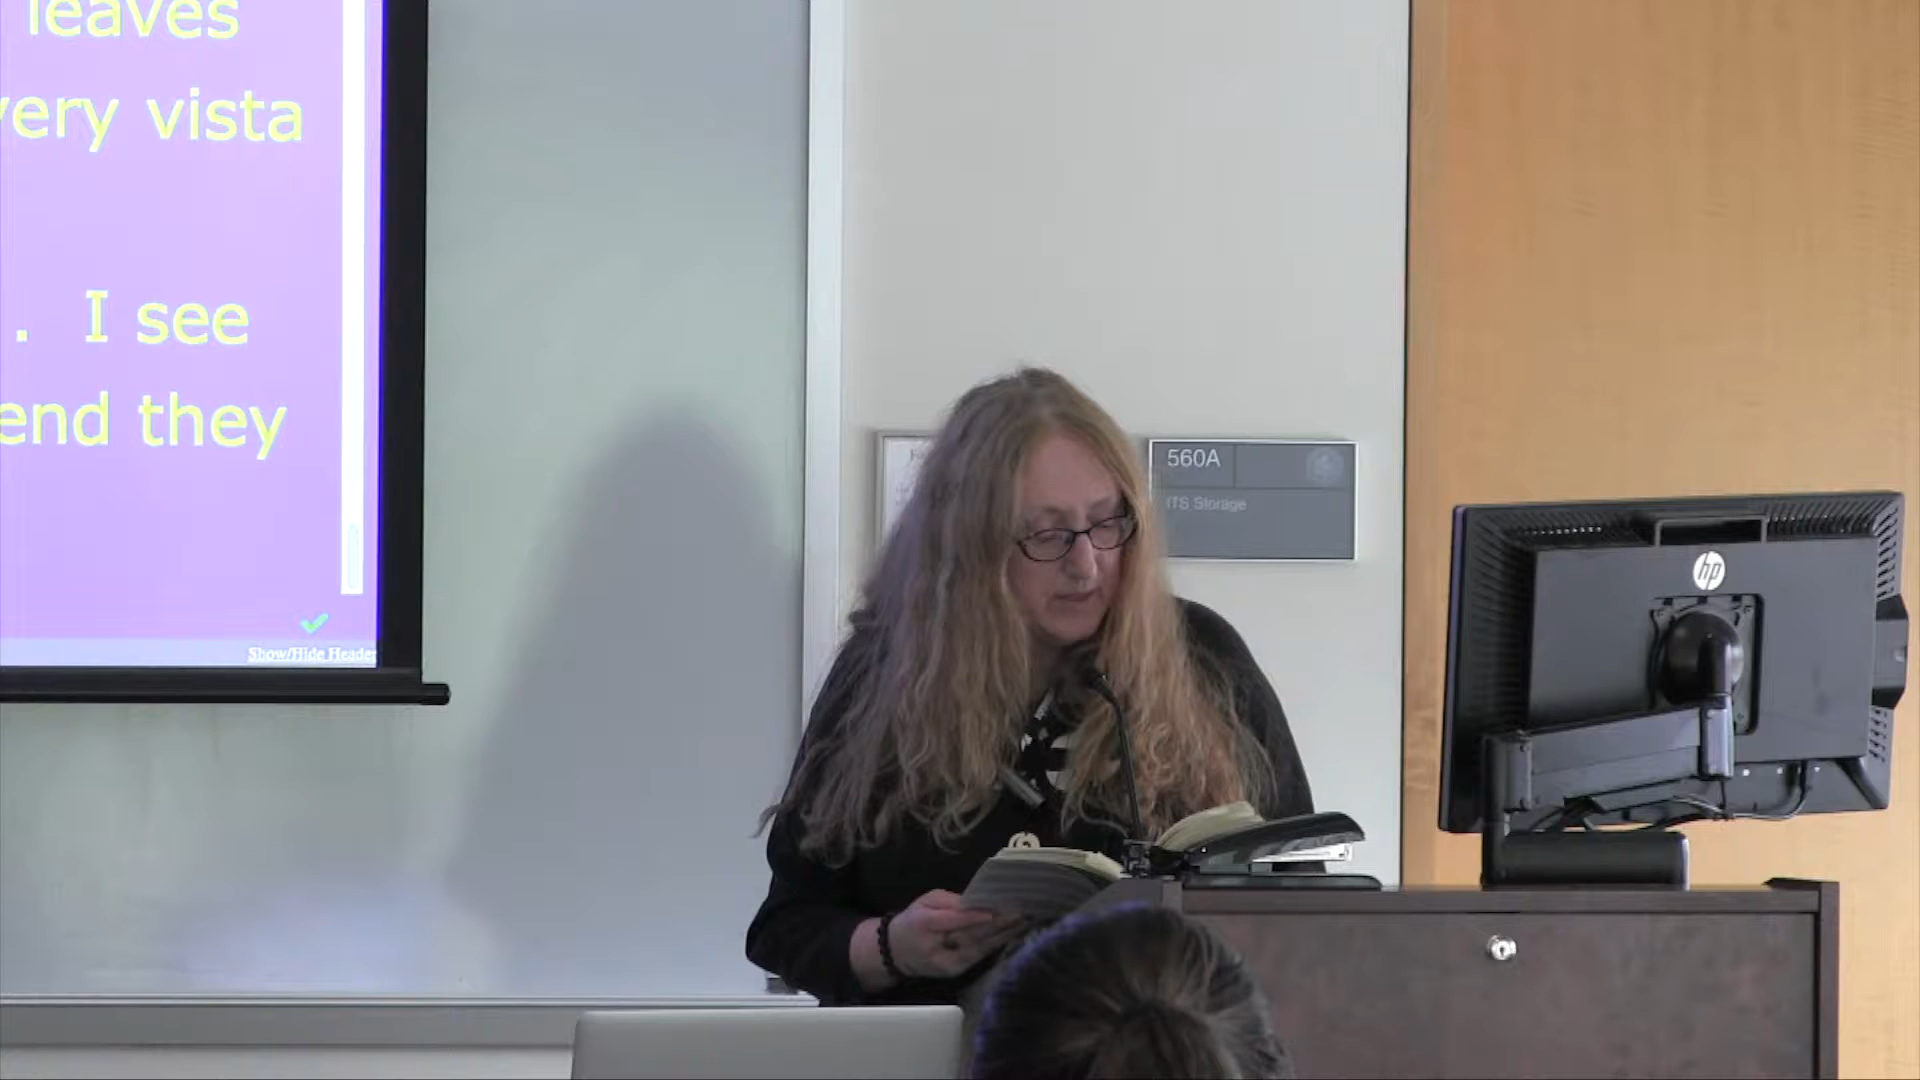 leaves
very vista
. I see
end they
Show/Hide Header
560A
ITS Storage
hp